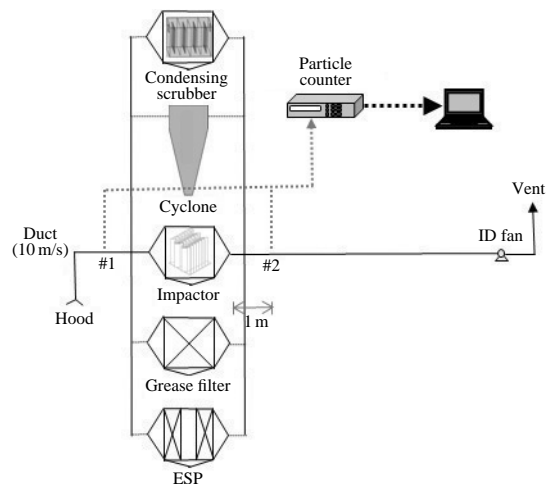 Condensing
scrubber
Particle
counter
Cyclone
Vent
Duct
(10 m/s)
ID fan
#1
#2
Impactor
Hood
1 m
Grease filter
ESP